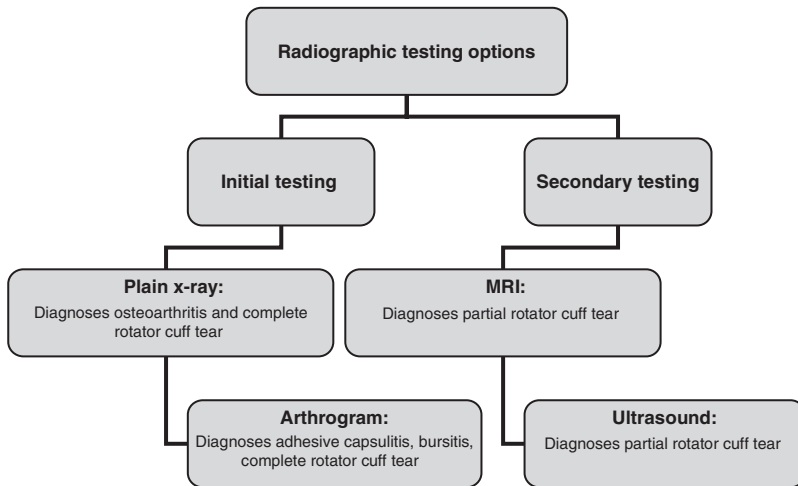 Radiographic testing options
Initial testing
Secondary testing
Plain x-ray:
Diagnoses osteoarthritis and complete
rotator cuff tear
MRI:
Diagnoses partial rotator cuff tear
Arthrogram:
Diagnoses adhesive capsulitis, bursitis,
complete rotator cuff tear
Ultrasound:
Diagnoses partial rotator cuff tear